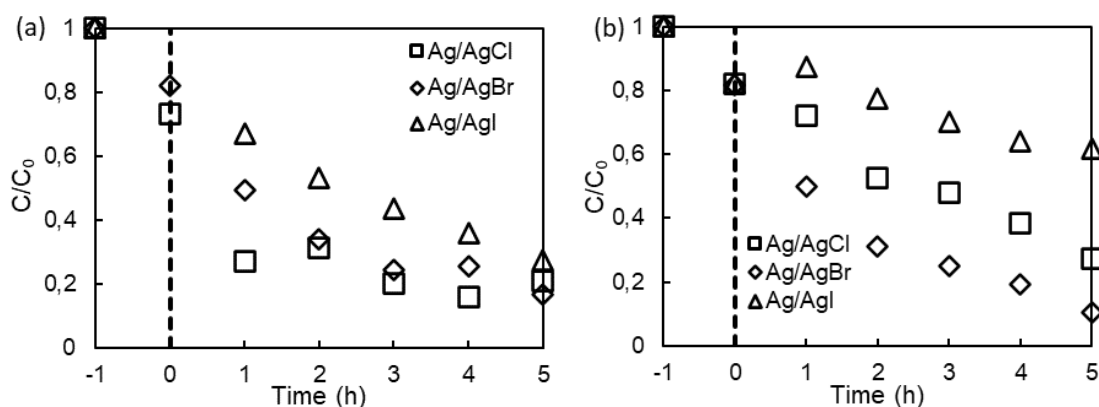 (a)
1
0,8
0,6
0,4
0,2
0
C/C0
-1 0 1 2 3 4 5
Time (h)
Ag/AgCl
Ag/AgBr
Ag/AgI
(b)
1
0,8
0,6
0,4
0,2
0
C/C0
-1 0 1 2 3 4 5
Time (h)
Ag/AgCl
Ag/AgBr
Ag/AgI